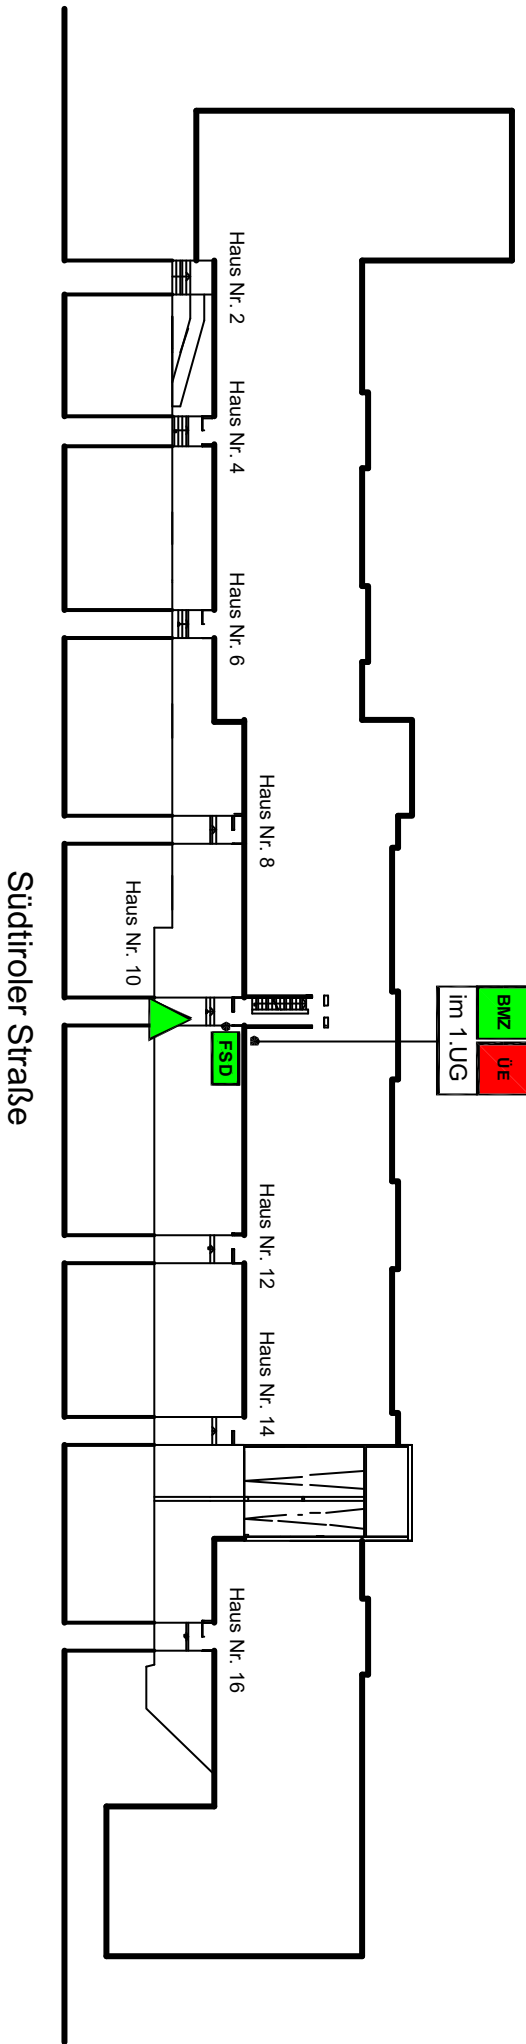 Haus Nr. 2
Haus Nr. 4
Haus Nr. 6
Haus Nr. 8
Haus Nr. 10
BMZ ÜE
im 1.UG
FSD
Haus Nr. 12
Haus Nr. 14
Haus Nr. 16
Südtiroler Straße